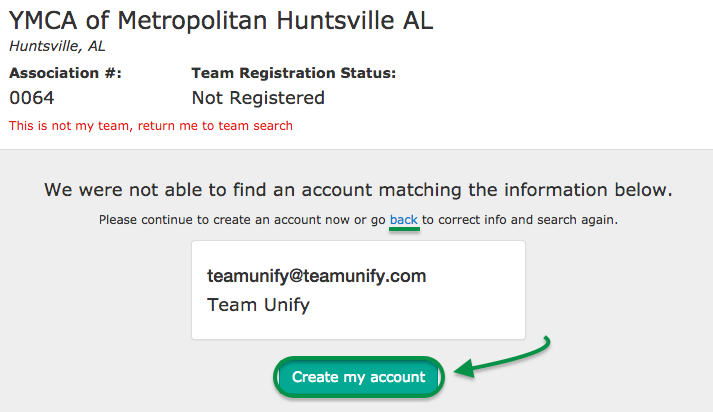 YMCA of Metropolitan Huntsville AL
Huntsville, AL
Association #: Team Registration Status:
0064 Not Registered
This is not my team, return me to team search
We were not able to find an account matching the information below.
Please continue to create an account now or go back to correct info and search again.
teamunify@teamunify.com
Team Unify
Create my account